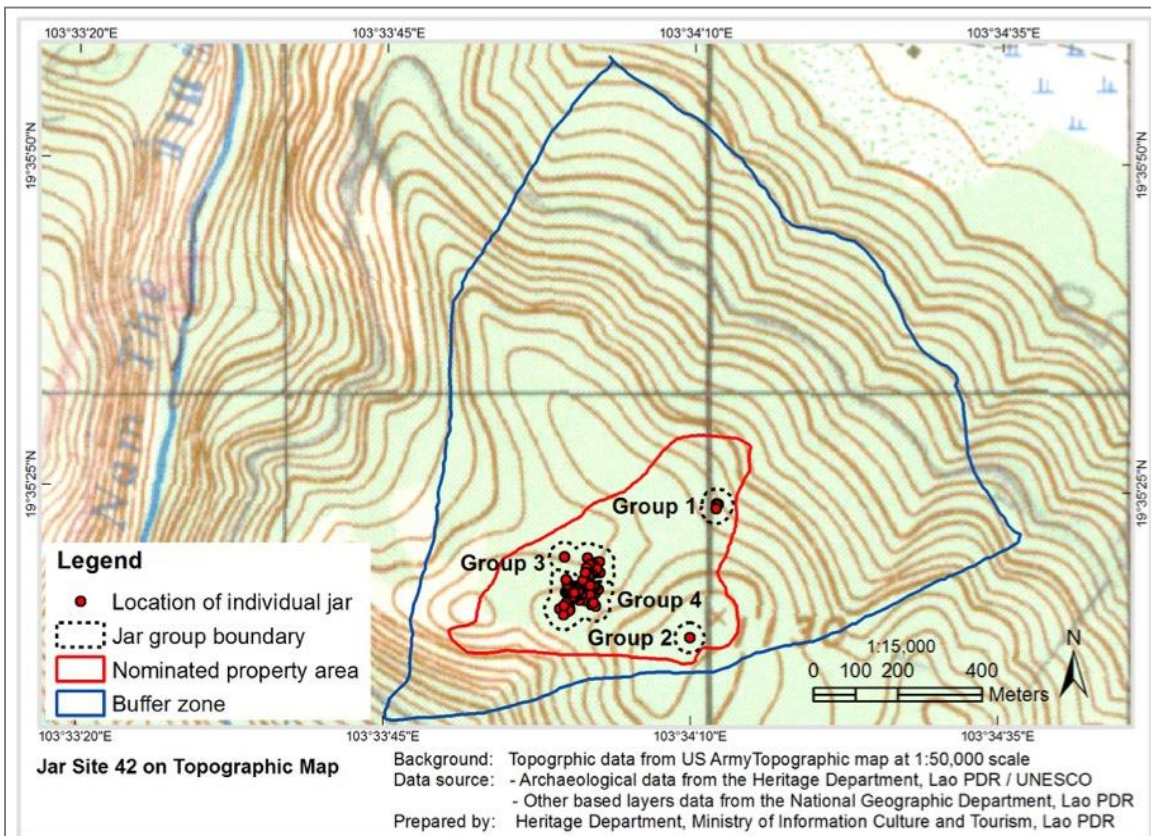 103°33'20"E 103°33'45"E 103°34'10"E 103°34'35"E
19°35'50"N
19°35'50"N
Nam The
19°35'25"N
19°35'25"N
Group 1
Group 3
Group 4
Group 2
Legend
Location of individual jar
Jar group boundary
Nominated property area
Buffer zone
1:15,000
0 100 200 400
Meters
N
103°33'20"E 103°33'45"E 103°34'10"E 103°34'35"E
Jar Site 42 on Topographic Map
Background: Topogrphic data from US ArmyTopographic map at 1:50,000 scale
Data source: - Archaeological data from the Heritage Department, Lao PDR / UNESCO
- Other based layers data from the National Geographic Department, Lao PDR
Prepared by: Heritage Department, Ministry of Information Culture and Tourism, Lao PDR